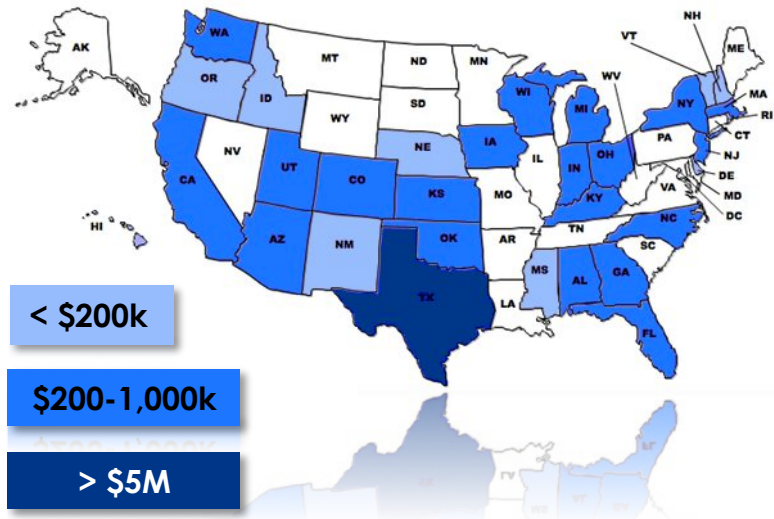 NH
VT
AK
WA
ME
MT
ND
MN
OR
ID
WV
MA
WI
SD
NY
RI
MI
WY
CT
PA
NE
IA
NJ
NV
IL
IN
OH
DE
UT
CA
CO
VA
MD
KS
MO
KY
DC
HI
NC
TN
AZ
NM
OK
AR
SC
MS
AL
GA
TX
LA
FL
< $200k
$200-1,000k
> $5M